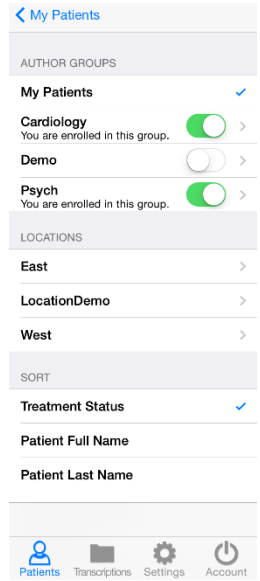 My Patients
AUTHOR GROUPS
My Patients
Cardiology
You are enrolled in this group.
Demo
Psych
You are enrolled in this group.
LOCATIONS
East
LocationDemo
West
SORT
Treatment Status
Patient Full Name
Patient Last Name
Patients Transcriptions Settings Account